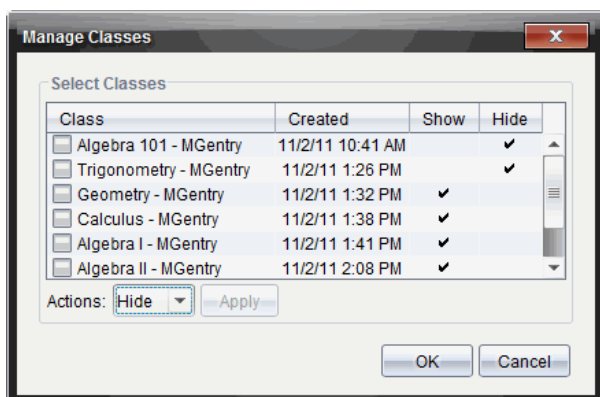 Manage Classes
Select Classes
Class Created Show Hide
Algebra 101 - MGentry 11/2/11 10:41 AM
Trigonometry - MGentry 11/2/11 1:26 PM
Geometry - MGentry 11/2/11 1:32 PM
Calculus - MGentry 11/2/11 1:38 PM
Algebra I - MGentry 11/2/11 1:41 PM
Algebra II - MGentry 11/2/11 2:08 PM
Actions: Hide Apply
OK Cancel